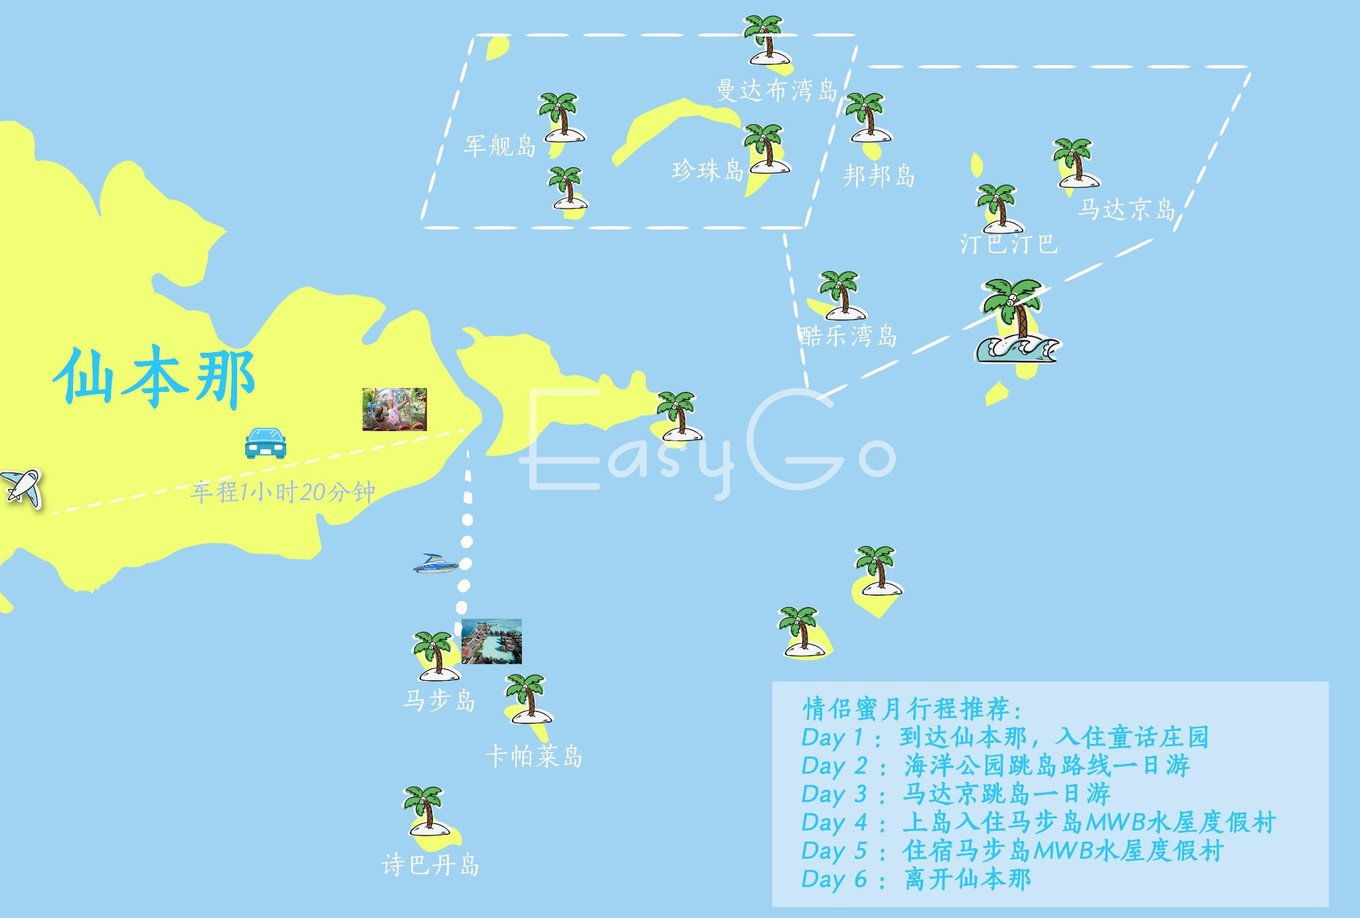 曼达布湾岛
军舰岛
珍珠岛
邦邦岛
马达京岛
汀巴汀巴
酷乐湾岛
仙本那
EasyGo
车程1小时20分钟
马步岛
卡帕莱岛
诗巴丹岛
情侣蜜月行程推荐:
Day 1 : 到达仙本那，入住童话庄园
Day 2 : 海洋公园跳岛路线一日游
Day 3 : 马达京跳岛一日游
Day 4 : 上岛入住马步岛MWB水屋度假村
Day 5 : 住宿马步岛MWB水屋度假村
Day 6 : 离开仙本那